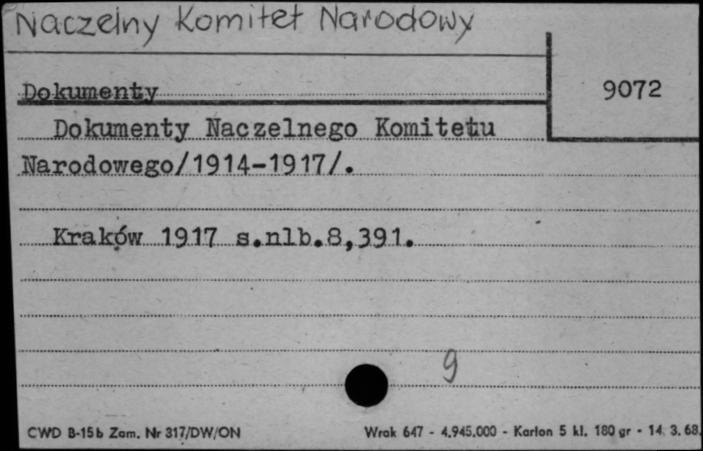 Naczelny Komitet Narodowy
9072
Dokumenty
Dokumenty Naczelnego Komitetu
Narodowego/1914-1917/.
Kraków 1917 s.nlb.8,391.
9
CWD B-15b Zam. Nr 317/DW/ON
Wrak 647 - 4.945.000 - Karton 5 kl. 180 gr - 14. 3. 68.